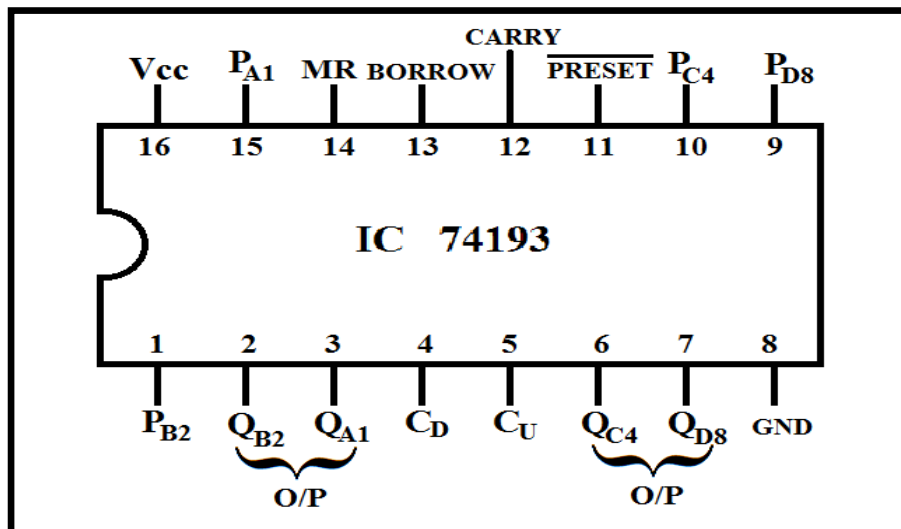 CARRY
Vcc P_A1 MR BORROW PRESET P_C4 P_D8
16 15 14 13 12 11 10 9
IC 74193
1 2 3 4 5 6 7 8
P_B2 Q_B2 Q_A1 C_D C_U Q_C4 Q_D8 GND
O/P O/P